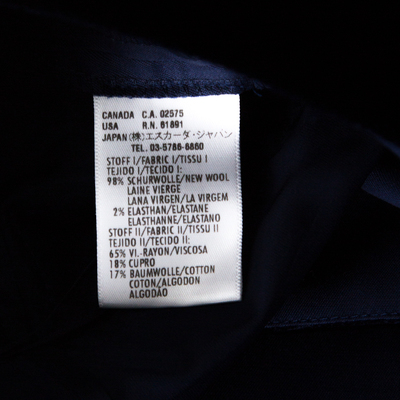 CANADA C.A. 02575
USA R.N. 61891
JAPAN (株)エスカーダ・ジャパン
TEL. 03-5786-6860
STOFF I/FABRIC I/TISSU I
TEJIDO I/TECIDO I:
98% SCHURWOLLE/NEW WOOL
LAINE VIERGE
LANA VIRGEN/LA VIRGEM
2% ELASTHAN/ELASTANE
ELASTHANNE/ELASTANO
STOFF II/FABRIC II/TISSU II
TEJIDO II/TECIDO II:
65% VI.-RAYON/VISCOSA
18% CUPRO
17% BAUMWOLLE/COTTON
COTON/ALGODON
ALGODÃO